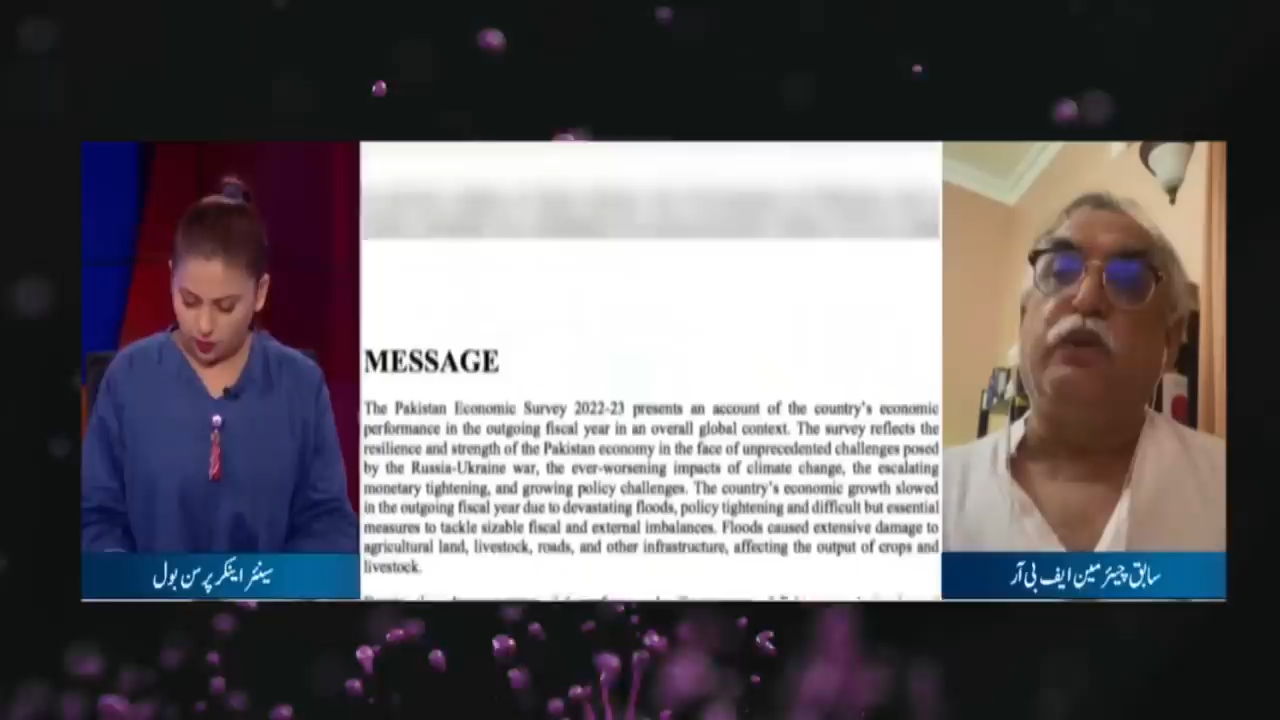 MESSAGE
The Pakistan Economic Survey 2022-23 presents an account of the country's economic
performance in the outgoing fiscal year in an overall global context. The survey reflects the
resilience and strength of the Pakistan economy in the face of unprecedented challenges posed
by the Russia-Ukraine war, the ever-worsening impacts of climate change, the escalating
monetary tightening, and growing policy challenges. The country's economic growth slowed
in the outgoing fiscal year due to devastating floods, policy tightening and difficult but essential
measures to tackle sizable fiscal and external imbalances. Floods caused extensive damage to
agricultural land, livestock, roads, and other infrastructure, affecting the output of crops and
livestock.
سینئر اینکر پرسن بول
سابق چیئرمین ایف بی آر